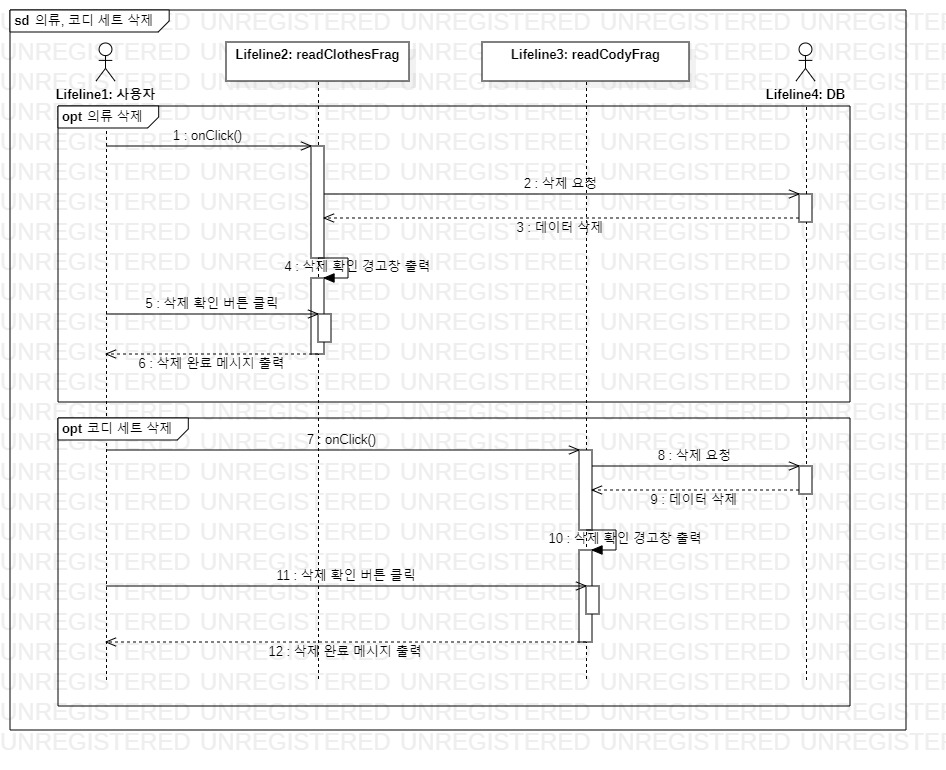 sd 의류, 코디 세트 삭제
Lifeline2: readClothesFrag
Lifeline3: readCodyFrag
Lifeline1: 사용자
Lifeline4: DB
opt 의류 삭제
1 : onClick()
2 : 삭제 요청
3 : 데이터 삭제
4 : 삭제 확인 경고창 출력
5 : 삭제 확인 버튼 클릭
6 : 삭제 완료 메시지 출력
opt 코디 세트 삭제
7 : onClick()
8 : 삭제 요청
9 : 데이터 삭제
10 : 삭제 확인 경고창 출력
11 : 삭제 확인 버튼 클릭
12 : 삭제 완료 메시지 출력
UNREGISTERED UNREGISTERED UNREGISTERED UNREGISTERED UNREGISTERED